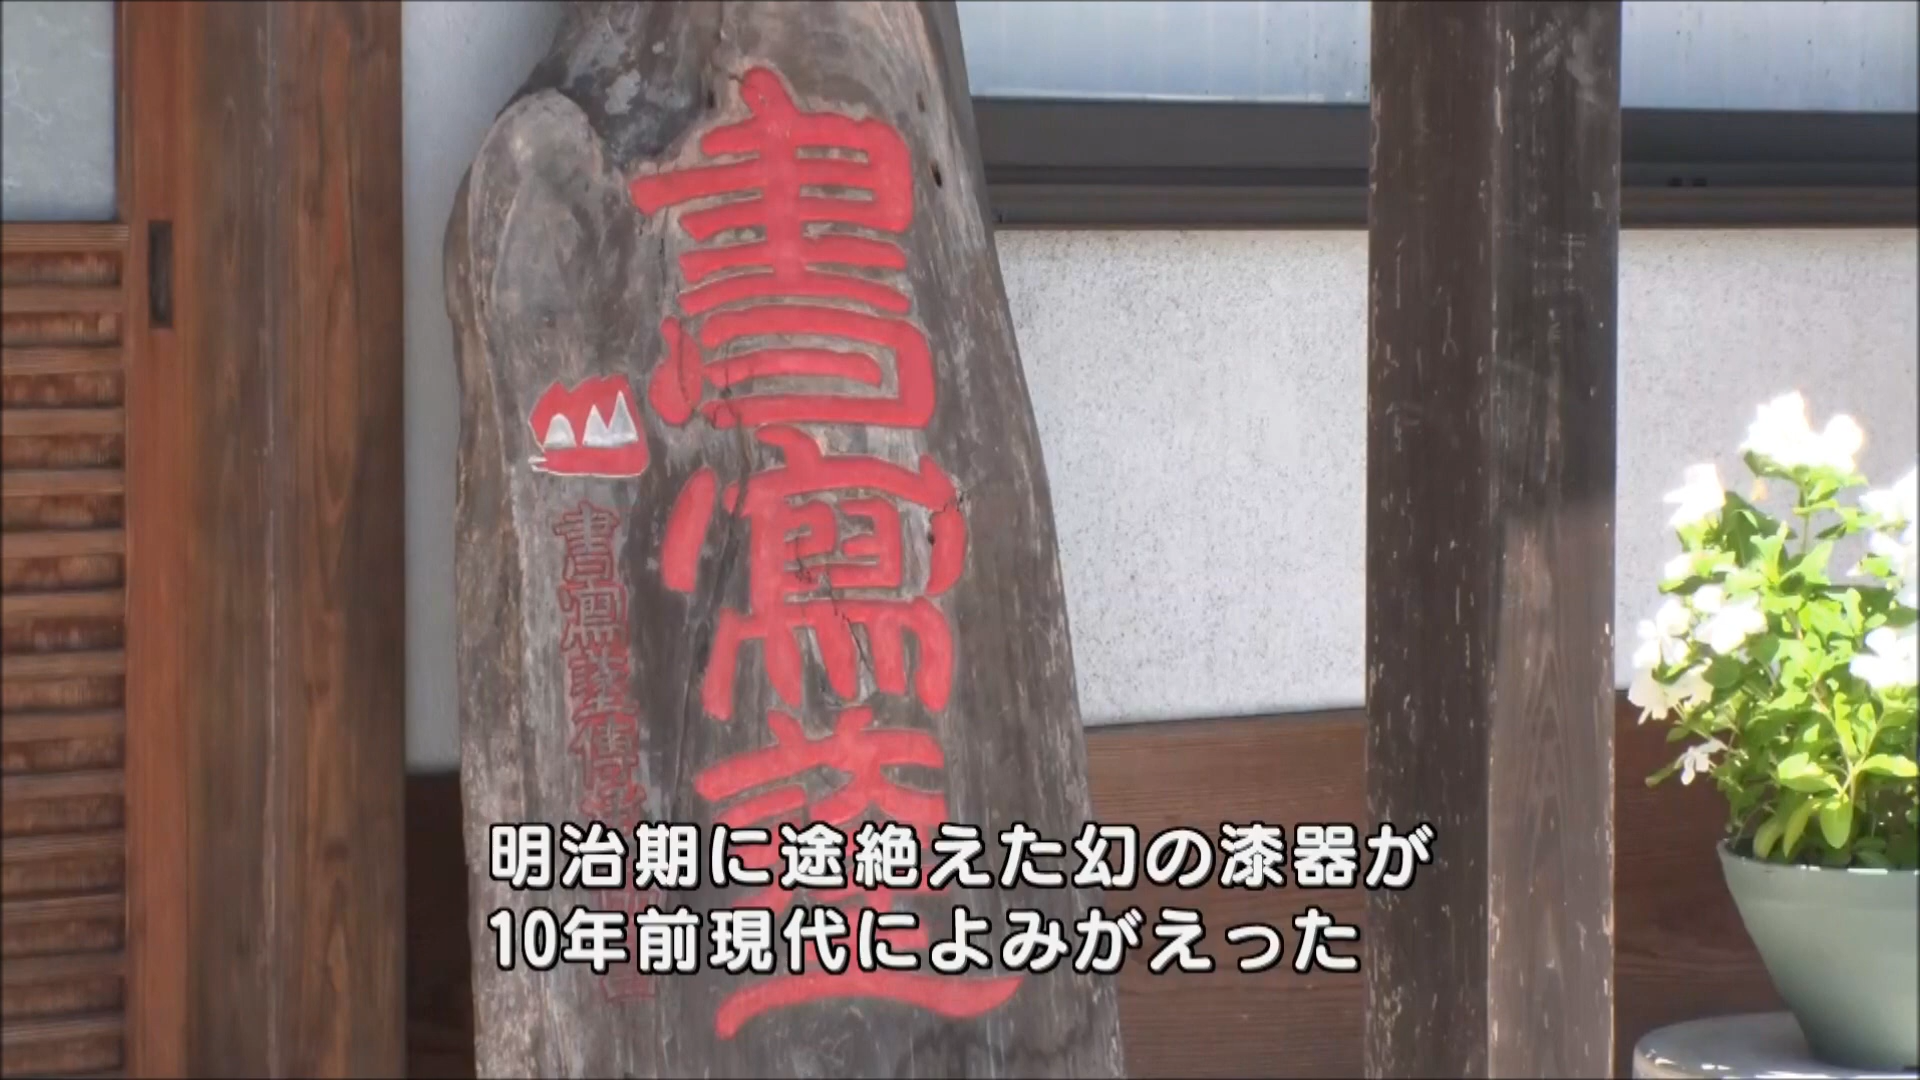 書寫塗
明治期に途絶えた幻の漆器が
10年前現代によみがえった